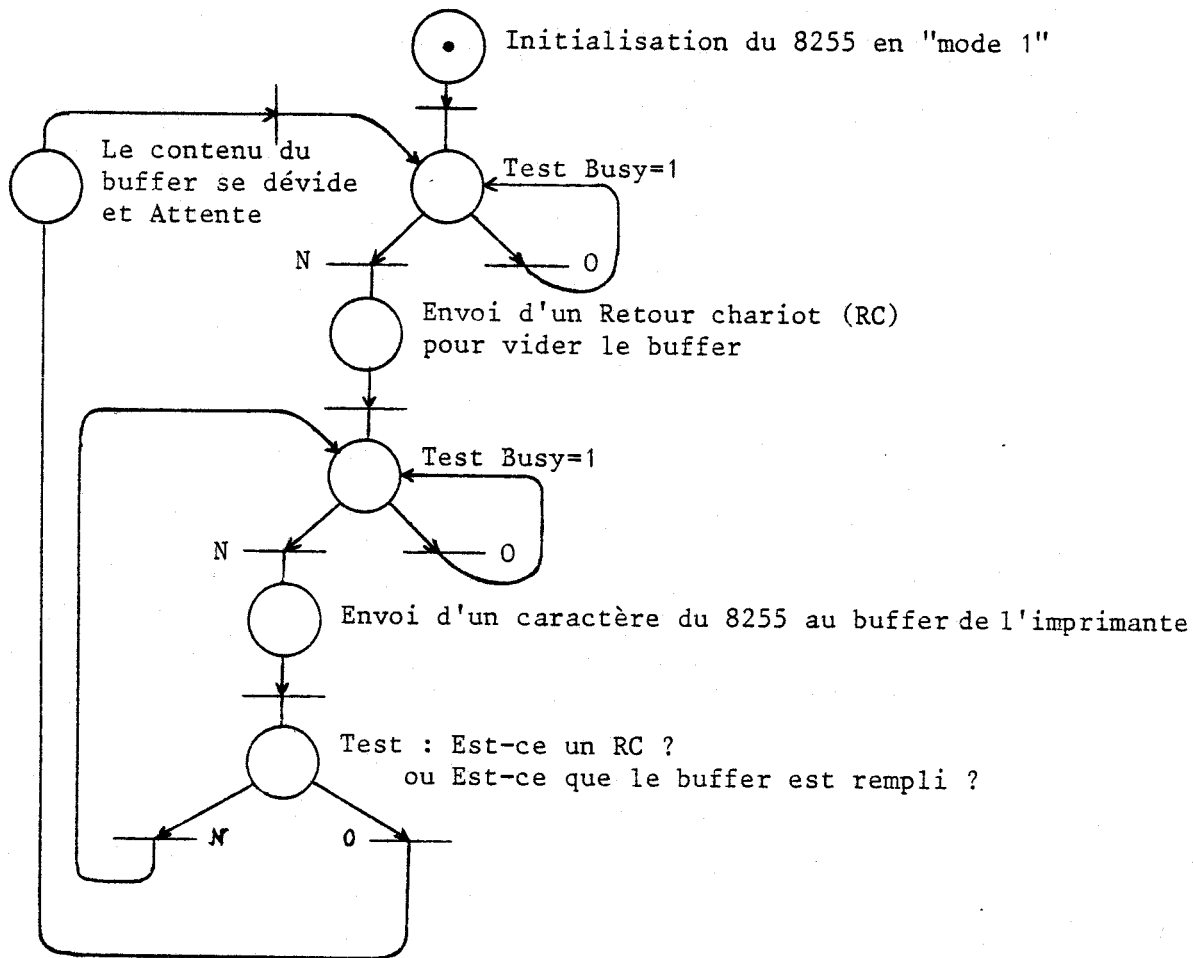 Initialisation du 8255 en "mode 1"
Le contenu du
buffer se dévide
et Attente
Test Busy=1
N
O
Envoi d'un Retour chariot (RC)
pour vider le buffer
Test Busy=1
N
O
Envoi d'un caractère du 8255 au buffer de l'imprimante
Test : Est-ce un RC ?
ou Est-ce que le buffer est rempli ?
N
O